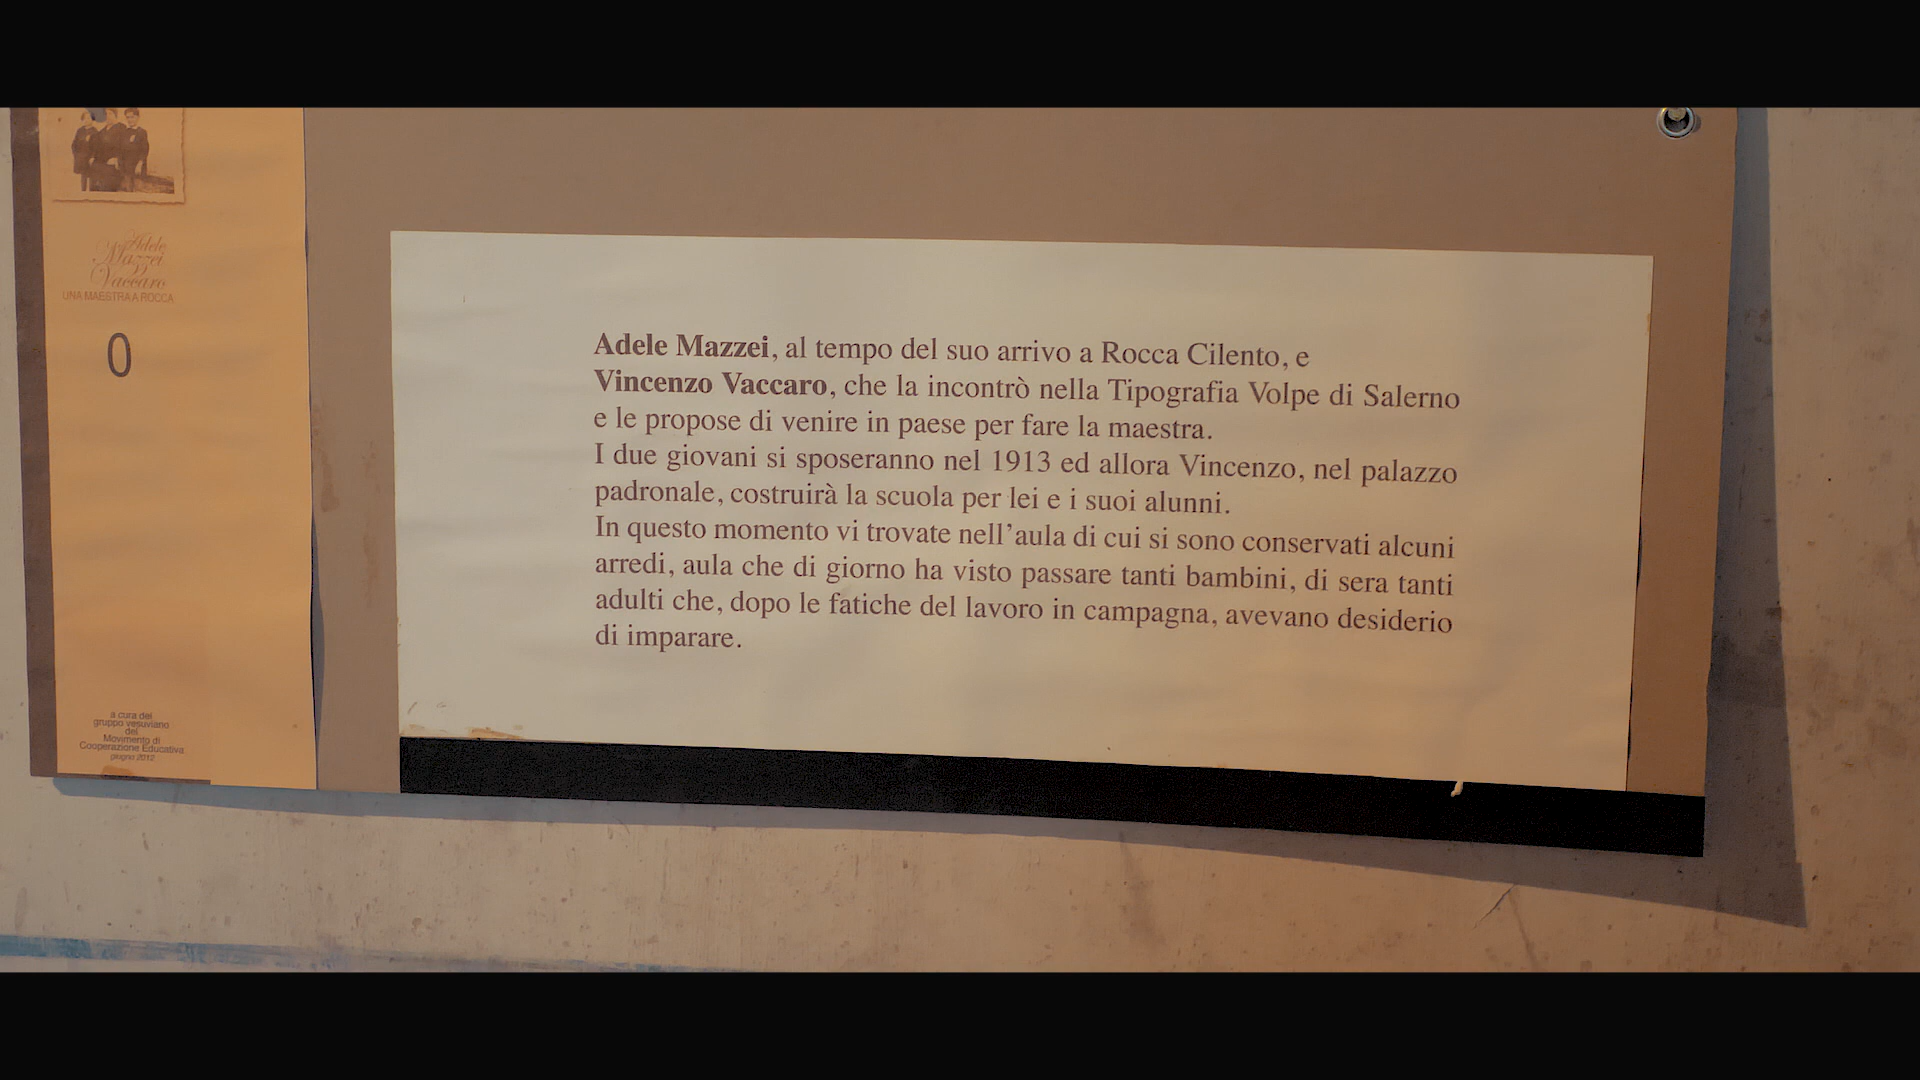 Adele
Mazzei
Vaccaro
UNA MAESTRA A ROCCA
0
a cura del
gruppo vesuviano
del
Movimento di
Cooperazione Educativa
giugno 2012
Adele Mazzei, al tempo del suo arrivo a Rocca Cilento, e
Vincenzo Vaccaro, che la incontrò nella Tipografia Volpe di Salerno
e le propose di venire in paese per fare la maestra.
I due giovani si sposeranno nel 1913 ed allora Vincenzo, nel palazzo
padronale, costruirà la scuola per lei e i suoi alunni.
In questo momento vi trovate nell'aula di cui si sono conservati alcuni
arredi, aula che di giorno ha visto passare tanti bambini, di sera tanti
adulti che, dopo le fatiche del lavoro in campagna, avevano desiderio
di imparare.